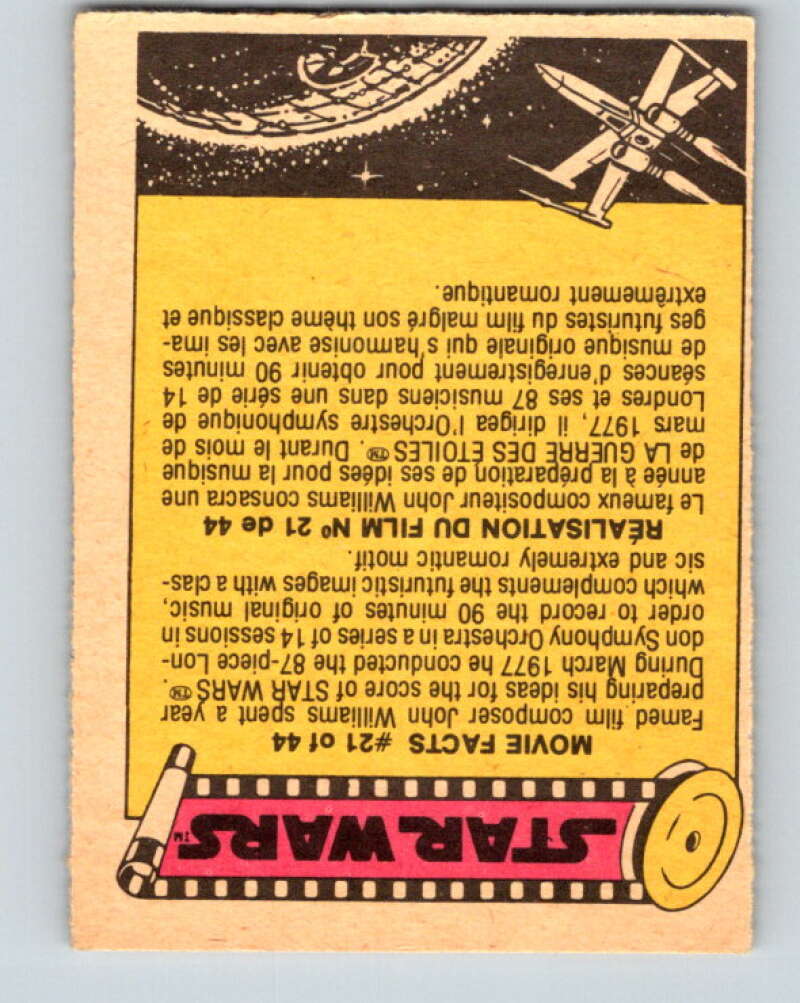 STAR WARS™
MOVIE FACTS #21 of 44
Famed film composer John Williams spent a year
preparing his ideas for the score of STAR WARS ®™.
During March 1977 he conducted the 87-piece Lon-
don Symphony Orchestra in a series of 14 sessions in
order to record the 90 minutes of original music,
which complements the futuristic images with a clas-
sic and extremely romantic motif.
RÉALISATION DU FILM Nº 21 de 44
Le fameux compositeur John Williams consacra une
année à la préparation de ses idées pour la musique
de LA GUERRE DES ÉTOILES ®™. Durant le mois de
mars 1977, il dirigea l'Orchestre symphonique de
Londres et ses 87 musiciens dans une série de 14
séances d'enregistrement pour obtenir 90 minutes
de musique originale qui s'harmonise avec les ima-
ges futuristes du film malgré son thème classique et
extrêmement romantique.